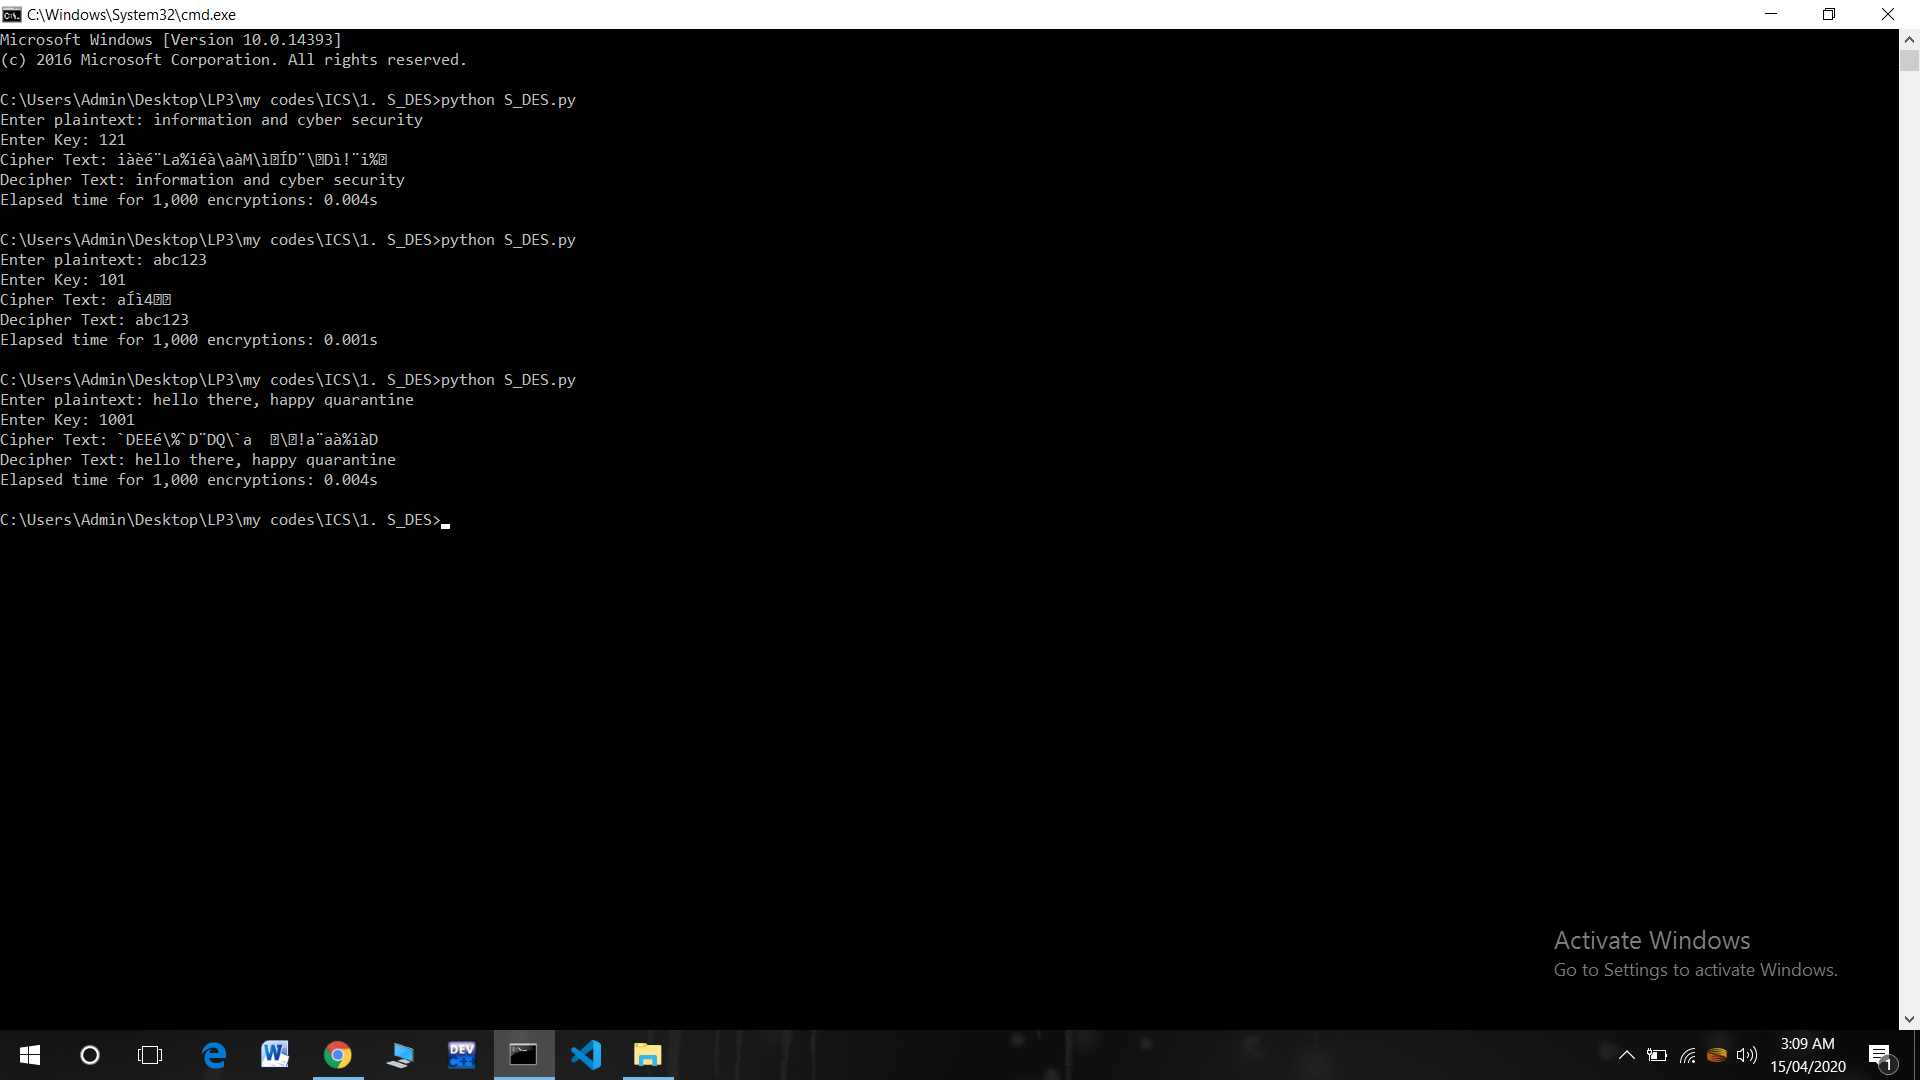 C:\Windows\System32\cmd.exe
Microsoft Windows [Version 10.0.14393]
(c) 2016 Microsoft Corporation. All rights reserved.
C:\Users\Admin\Desktop\LP3\my codes\ICS\1. S_DES>python S_DES.py
Enter plaintext: information and cyber security
Enter Key: 121
Cipher Text: iàèé¨La%iéà\aàM\ì⍰ÍD¨\⍰Dì!¨i%⍰
Decipher Text: information and cyber security
Elapsed time for 1,000 encryptions: 0.004s
C:\Users\Admin\Desktop\LP3\my codes\ICS\1. S_DES>python S_DES.py
Enter plaintext: abc123
Enter Key: 101
Cipher Text: aÍì4⍰⍰
Decipher Text: abc123
Elapsed time for 1,000 encryptions: 0.001s
C:\Users\Admin\Desktop\LP3\my codes\ICS\1. S_DES>python S_DES.py
Enter plaintext: hello there, happy quarantine
Enter Key: 1001
Cipher Text: `DEEé\%`D¨DQ\`a  ⍰\⍰!a¨aà%iàD
Decipher Text: hello there, happy quarantine
Elapsed time for 1,000 encryptions: 0.004s
C:\Users\Admin\Desktop\LP3\my codes\ICS\1. S_DES>
Activate Windows
Go to Settings to activate Windows.
DEV
C++
3:09 AM
15/04/2020
1